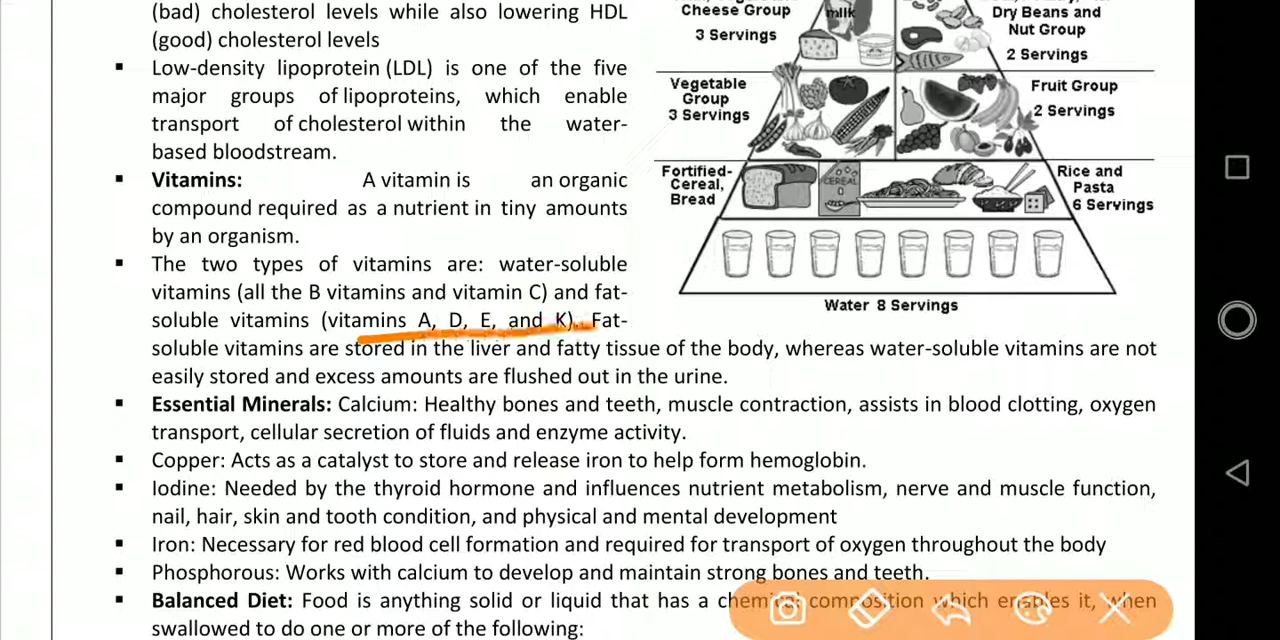 (bad) cholesterol levels while also lowering HDL
(good) cholesterol levels
▪ Low-density lipoprotein (LDL) is one of the five
major groups of lipoproteins, which enable
transport of cholesterol within the water-
based bloodstream.
▪ Vitamins: A vitamin is an organic
compound required as a nutrient in tiny amounts
by an organism.
▪ The two types of vitamins are: water-soluble
vitamins (all the B vitamins and vitamin C) and fat-
soluble vitamins (vitamins A, D, E, and K). Fat-
soluble vitamins are stored in the liver and fatty tissue of the body, whereas water-soluble vitamins are not
easily stored and excess amounts are flushed out in the urine.
▪ Essential Minerals: Calcium: Healthy bones and teeth, muscle contraction, assists in blood clotting, oxygen
transport, cellular secretion of fluids and enzyme activity.
▪ Copper: Acts as a catalyst to store and release iron to help form hemoglobin.
▪ Iodine: Needed by the thyroid hormone and influences nutrient metabolism, nerve and muscle function,
nail, hair, skin and tooth condition, and physical and mental development
▪ Iron: Necessary for red blood cell formation and required for transport of oxygen throughout the body
▪ Phosphorous: Works with calcium to develop and maintain strong bones and teeth.
▪ Balanced Diet: Food is anything solid or liquid that has a chemical composition which enables it, when
swallowed to do one or more of the following:
Cheese Group
3 Servings
milk
Dry Beans and
Nut Group
2 Servings
Vegetable
Group
3 Servings
Fruit Group
2 Servings
Fortified-
Cereal,
Bread
CEREAL
Rice and
Pasta
6 Servings
Water 8 Servings